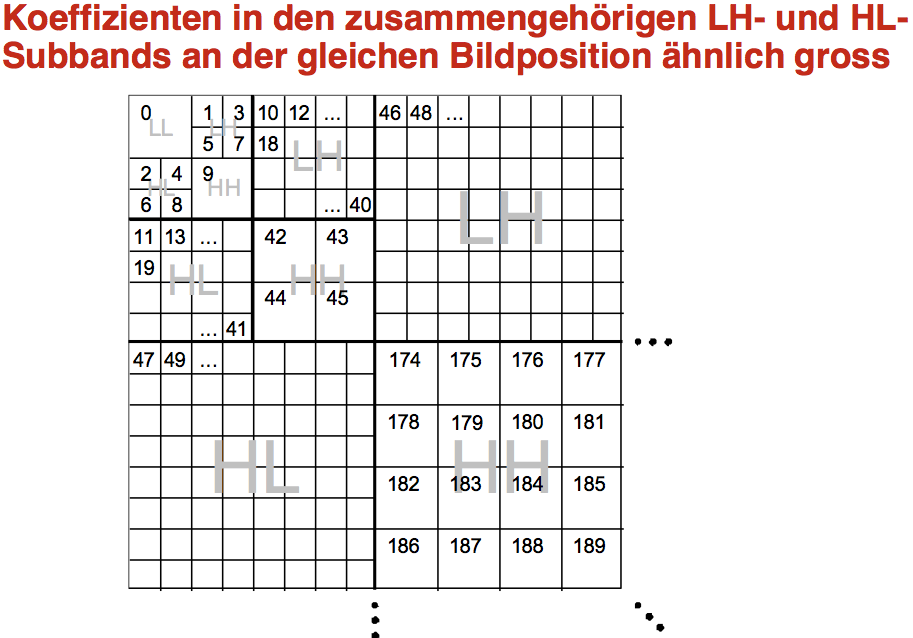 Koeffizienten in den zusammengehörigen LH- und HL-
Subbands an der gleichen Bildposition ähnlich gross
0 1 3 10 12 ... 46 48 ...
LL LH
5 7 18
LH
2 4 9
HL HH
6 8 ... 40
LH
11 13 ... 42 43
19
HL HH
44 45
... 41
47 49 ... 174 175 176 177
178 179 180 181
HL HH
182 183 184 185
186 187 188 189